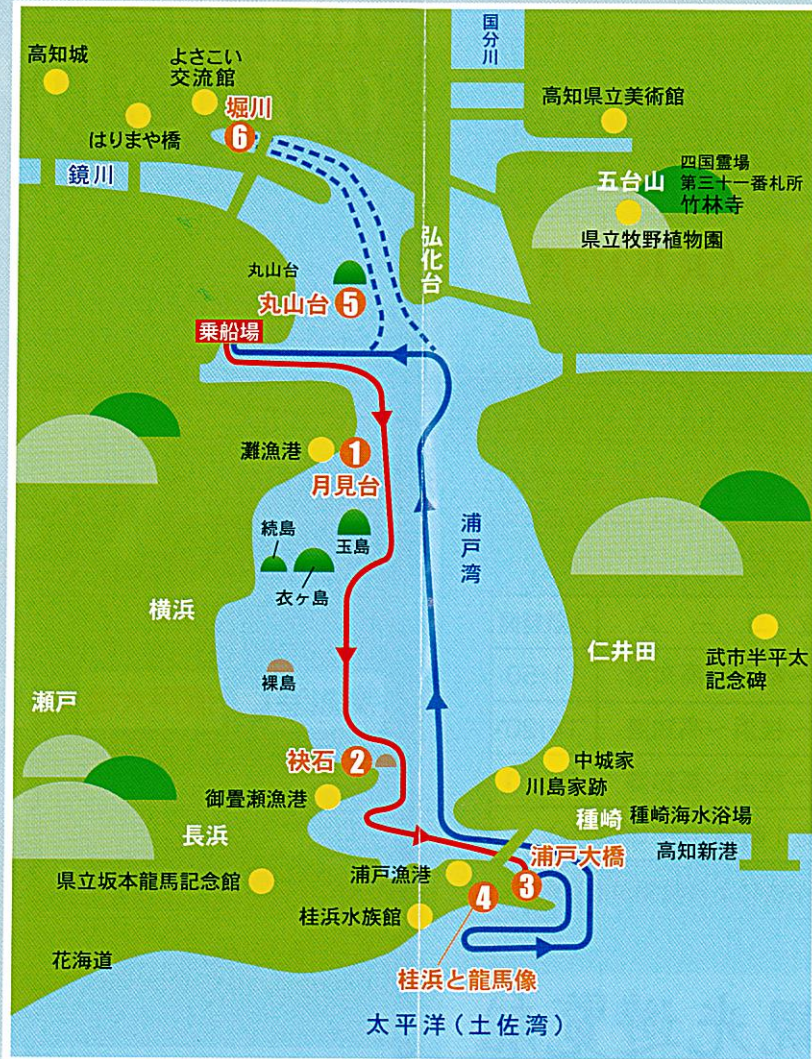 国分川
高知城
よさこい
交流館
堀川
6
はりまや橋
鏡川
高知県立美術館
五台山
四国霊場
第三十一番札所
竹林寺
県立牧野植物園
弘化台
丸山台
丸山台 5
乗船場
灘漁港
1
月見台
続島
玉島
衣ヶ島
浦戸湾
横浜
仁井田
武市半平太
記念碑
裸島
瀬戸
袂石 2
中城家
川島家跡
御畳瀬漁港
長浜
種崎
種崎海水浴場
浦戸大橋
高知新港
県立坂本龍馬記念館
浦戸漁港
4
3
桂浜水族館
花海道
桂浜と龍馬像
太平洋(土佐湾)